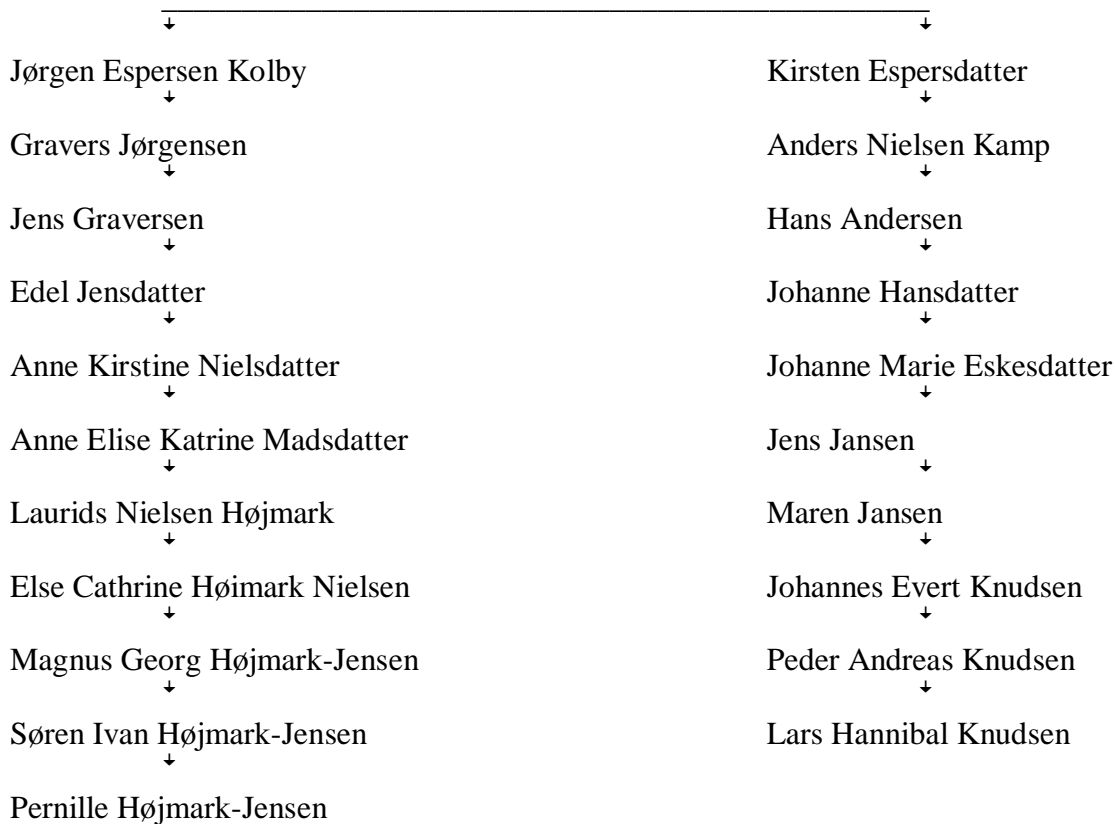 Jørgen Espersen Kolby Kirsten Espersdatter
Gravers Jørgensen Anders Nielsen Kamp
Jens Graversen Hans Andersen
Edel Jensdatter Johanne Hansdatter
Anne Kirstine Nielsdatter Johanne Marie Eskesdatter
Anne Elise Katrine Madsdatter Jens Jansen
Laurids Nielsen Højmark Maren Jansen
Else Cathrine Høimark Nielsen Johannes Evert Knudsen
Magnus Georg Højmark-Jensen Peder Andreas Knudsen
Søren Ivan Højmark-Jensen Lars Hannibal Knudsen
Pernille Højmark-Jensen